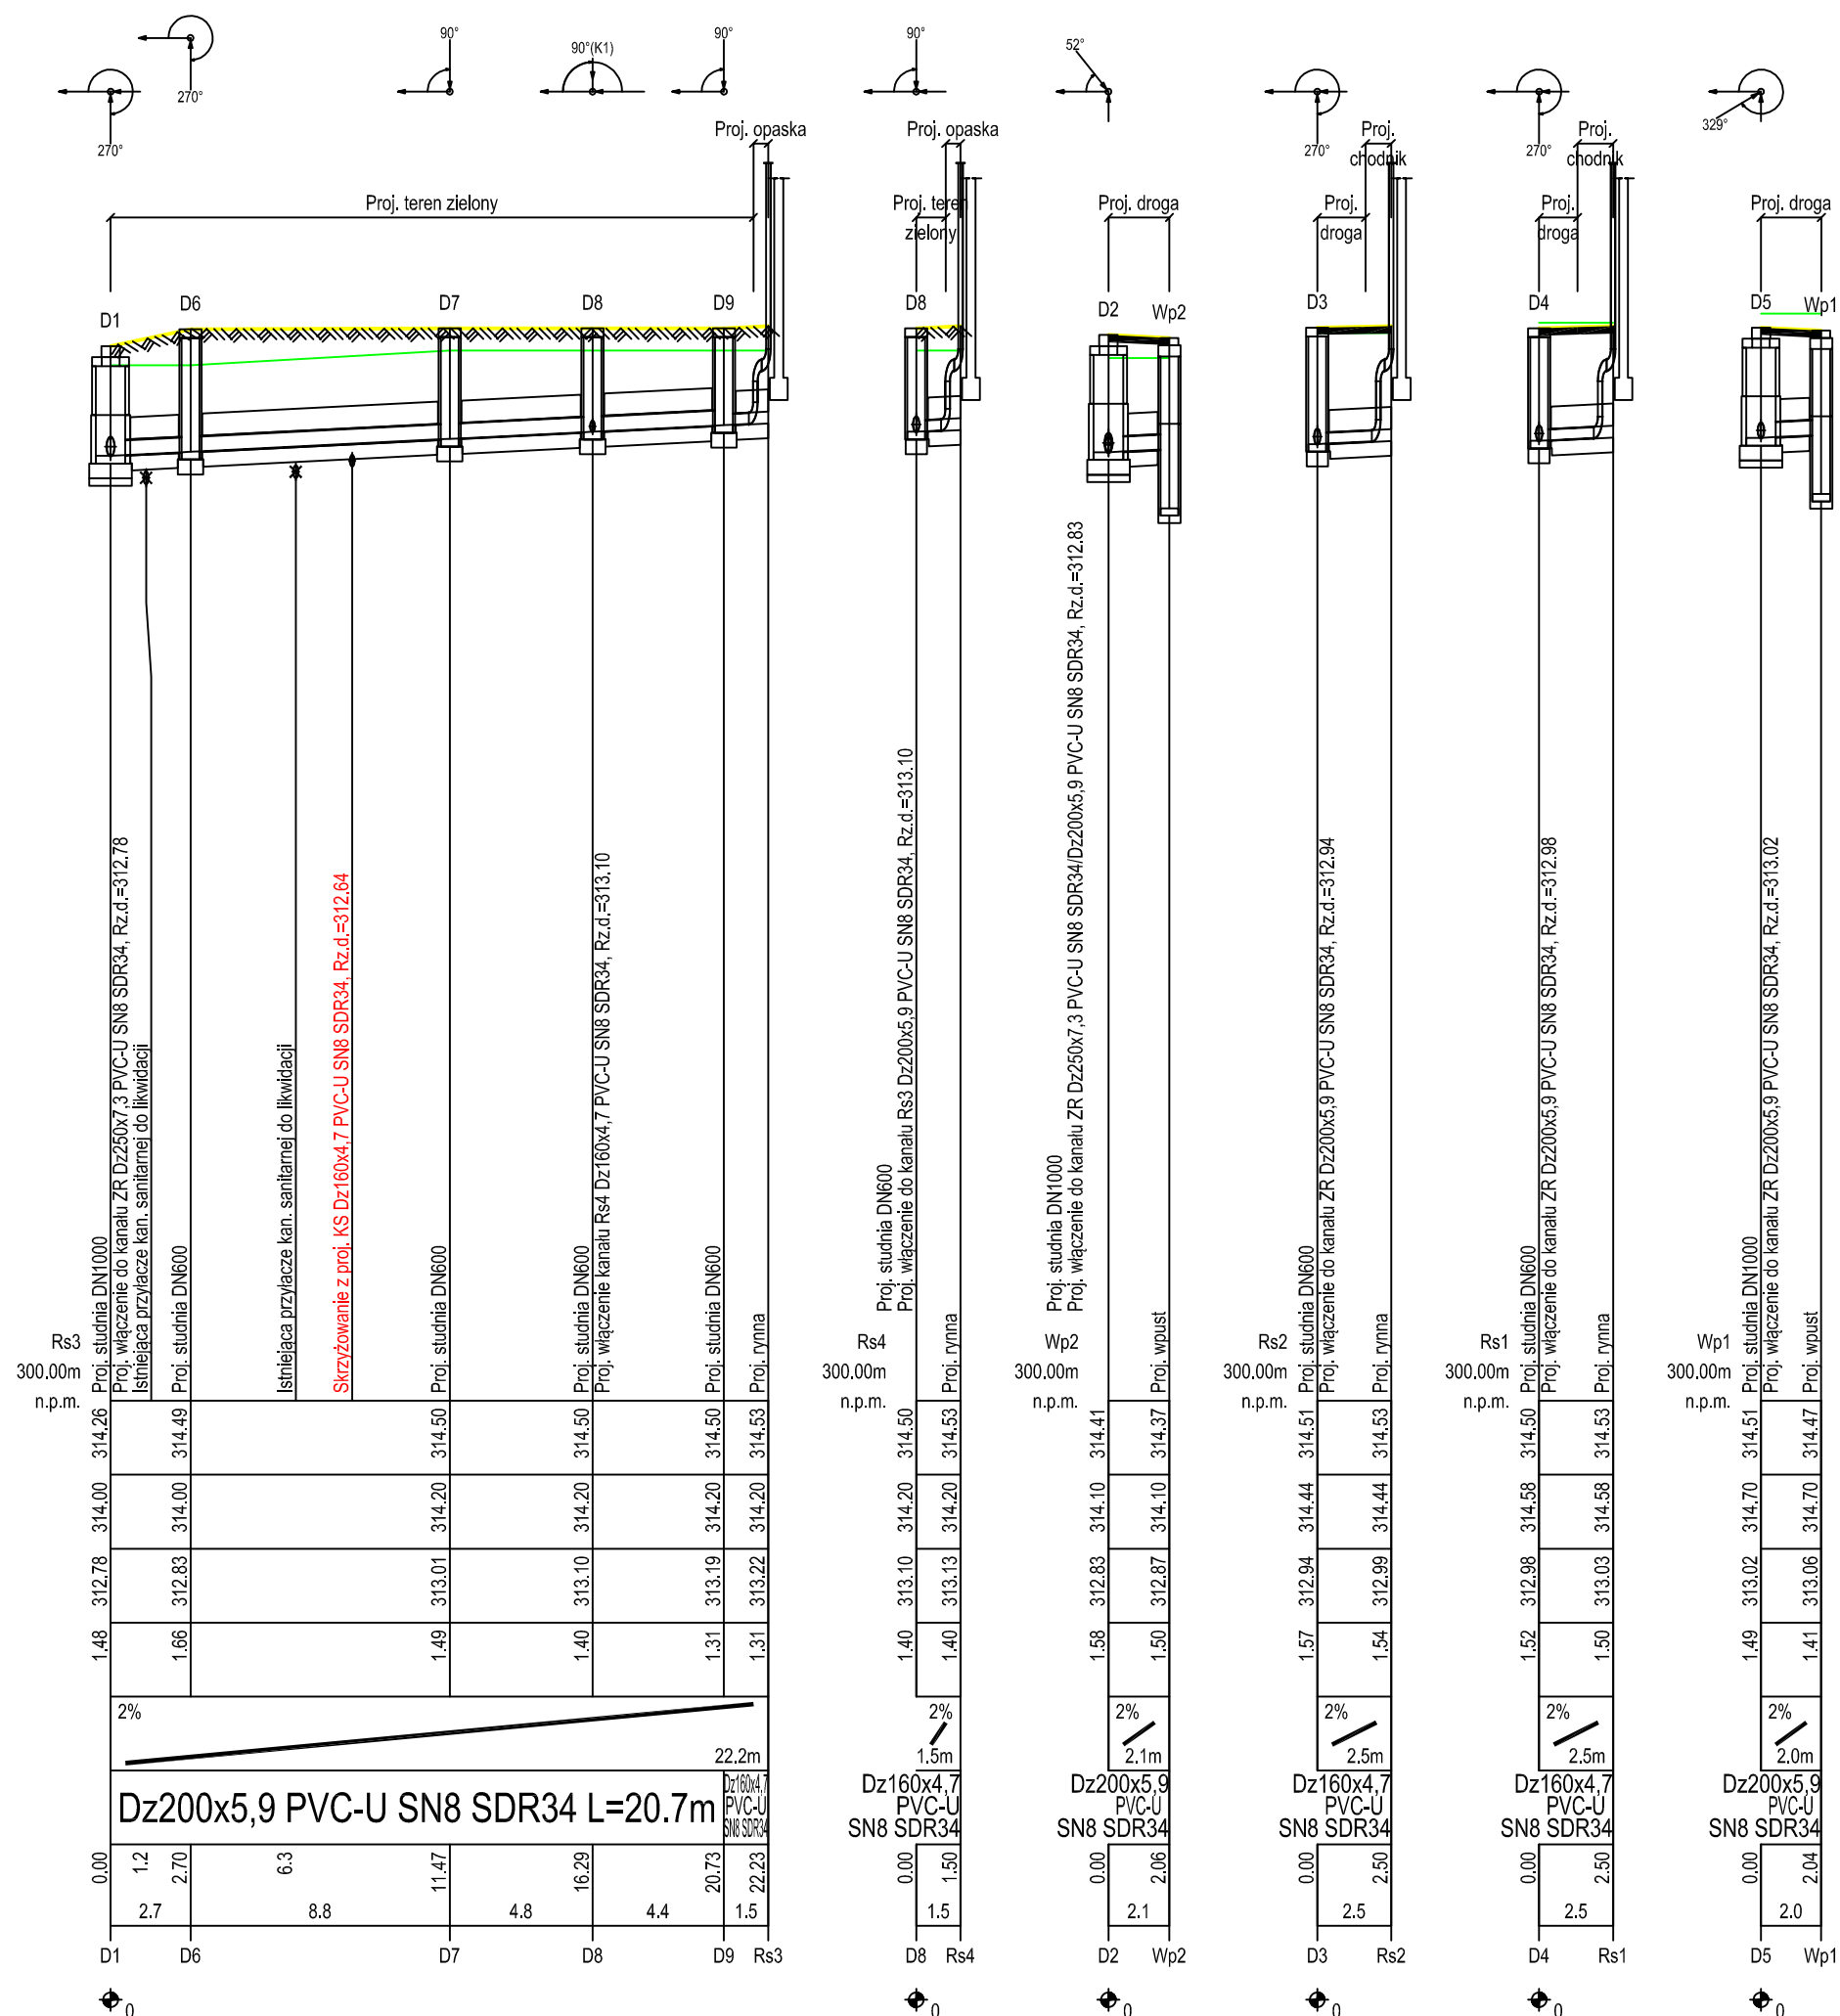 270°
270°
90°
90°(K1)
90°
90°
52°
270°
270°
329°
Proj. opaska
Proj. opaska
Proj.
chodnik
Proj.
chodnik
Proj. teren zielony
Proj. teren
zielony
Proj. droga
Proj.
droga
Proj.
droga
Proj. droga
D1
D6
D7
D8
D9
D8
D2
Wp2
D3
D4
D5
Wp1
Rs3
300.00m
n.p.m.
Proj. studnia DN1000
Proj. włączenie do kanału ZR Dz250x7,3 PVC-U SN8 SDR34, Rz.d.=312.78
Istniejąca przyłacze kan. sanitarnej do likwidacji
Proj. studnia DN600
Istniejąca przyłacze kan. sanitarnej do likwidacji
Skrzyżowanie z proj. KS Dz160x4,7 PVC-U SN8 SDR34, Rz.d.=312.64
Proj. studnia DN600
Proj. studnia DN600
Proj. włączenie kanału Rs4 Dz160x4,7 PVC-U SN8 SDR34, Rz.d.=313.10
Proj. studnia DN600
Proj. rynna
Rs4
300.00m
n.p.m.
Proj. studnia DN600
Proj. włączenie do kanału Rs3 Dz200x5,9 PVC-U SN8 SDR34, Rz.d.=313.10
Proj. rynna
Wp2
300.00m
n.p.m.
Proj. studnia DN1000
Proj. włączenie do kanału ZR Dz250x7,3 PVC-U SN8 SDR34/Dz200x5,9 PVC-U SN8 SDR34, Rz.d.=312.83
Proj. wpust
Rs2
300.00m
n.p.m.
Proj. studnia DN600
Proj. włączenie do kanału ZR Dz200x5,9 PVC-U SN8 SDR34, Rz.d.=312.94
Proj. rynna
Rs1
300.00m
n.p.m.
Proj. studnia DN600
Proj. włączenie do kanału ZR Dz200x5,9 PVC-U SN8 SDR34, Rz.d.=312.98
Proj. rynna
Wp1
300.00m
n.p.m.
Proj. studnia DN1000
Proj. włączenie do kanału ZR Dz200x5,9 PVC-U SN8 SDR34, Rz.d.=313.02
Proj. wpust
314.26 314.49 314.50 314.50 314.50 314.53 314.50 314.53 314.41 314.37 314.51 314.53 314.50 314.53 314.51 314.47
314.00 314.00 314.20 314.20 314.20 314.20 314.20 314.20 314.10 314.10 314.44 314.44 314.58 314.58 314.70 314.70
312.78 312.83 313.01 313.10 313.19 313.22 313.10 313.13 312.83 312.87 312.94 312.99 312.98 313.03 313.02 313.06
1.48 1.66 1.49 1.40 1.31 1.31 1.40 1.40 1.58 1.50 1.57 1.54 1.52 1.50 1.49 1.41
2% 2% 2% 2% 2% 2%
22.2m 1.5m 2.1m 2.5m 2.5m 2.0m
Dz200x5,9 PVC-U SN8 SDR34 L=20.7m
Dz160x4,7
PVC-U
SN8 SDR34
Dz160x4,7
PVC-U
SN8 SDR34
Dz200x5,9
PVC-U
SN8 SDR34
Dz160x4,7
PVC-U
SN8 SDR34
Dz160x4,7
PVC-U
SN8 SDR34
Dz200x5,9
PVC-U
SN8 SDR34
0.00 1.2 2.70 6.3 11.47 16.29 20.73 22.23 0.00 1.50 0.00 2.06 0.00 2.50 0.00 2.50 0.00 2.04
2.7 8.8 4.8 4.4 1.5 1.5 2.1 2.5 2.5 2.0
D1 D6 D7 D8 D9 Rs3 D8 Rs4 D2 Wp2 D3 Rs2 D4 Rs1 D5 Wp1
0 0 0 0 0 0